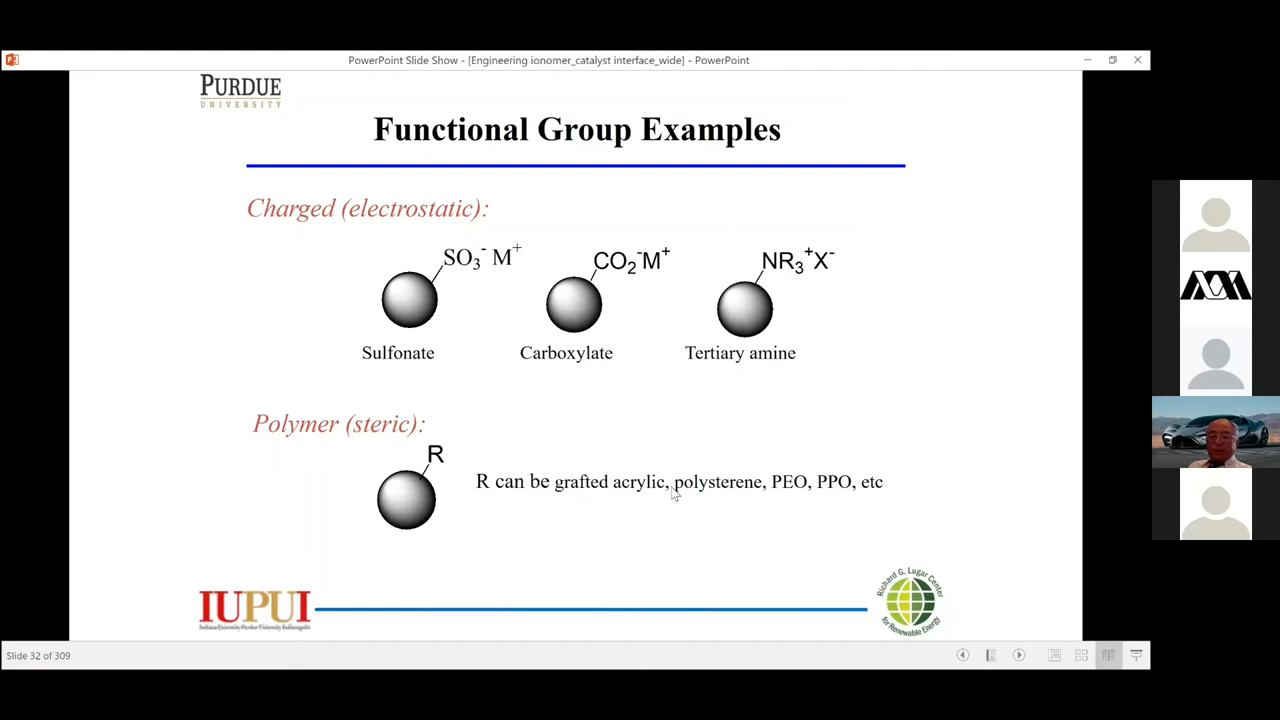 PowerPoint Slide Show - [Engineering ionomer_catalyst interface_wide] - PowerPoint
PURDUE
UNIVERSITY
Functional Group Examples
Charged (electrostatic):
SO₃⁻ M⁺ CO₂⁻M⁺ NR₃⁺X⁻
Sulfonate Carboxylate Tertiary amine
Polymer (steric):
R
R can be grafted acrylic, polysterene, PEO, PPO, etc
IUPUI
Indiana University-Purdue University Indianapolis
Richard G. Lugar Center
for Renewable Energy
Slide 32 of 309